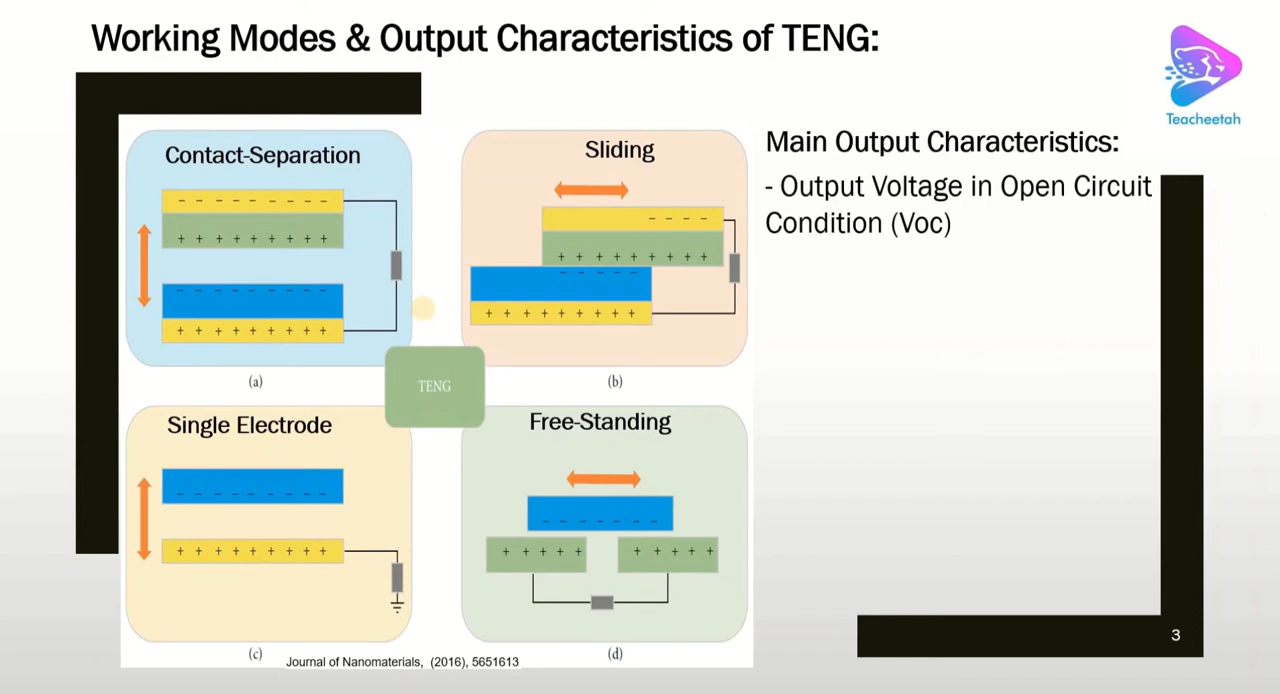 Working Modes & Output Characteristics of TENG:
Teacheetah
Contact-Separation
- - - - - - - - -
+ + + + + + + + +
- - - - - - - - -
+ + + + + + + + +
(a)
Sliding
- - - -
+ + + + + + + + +
- - - - - -
+ + + + + + + + +
(b)
TENG
Single Electrode
- - - - - - - - -
+ + + + + + + + +
(c)
Free-Standing
- - - - - - -
+ + + + + + + + + +
(d)
Journal of Nanomaterials, (2016), 5651613
Main Output Characteristics:
- Output Voltage in Open Circuit
Condition (Voc)
3